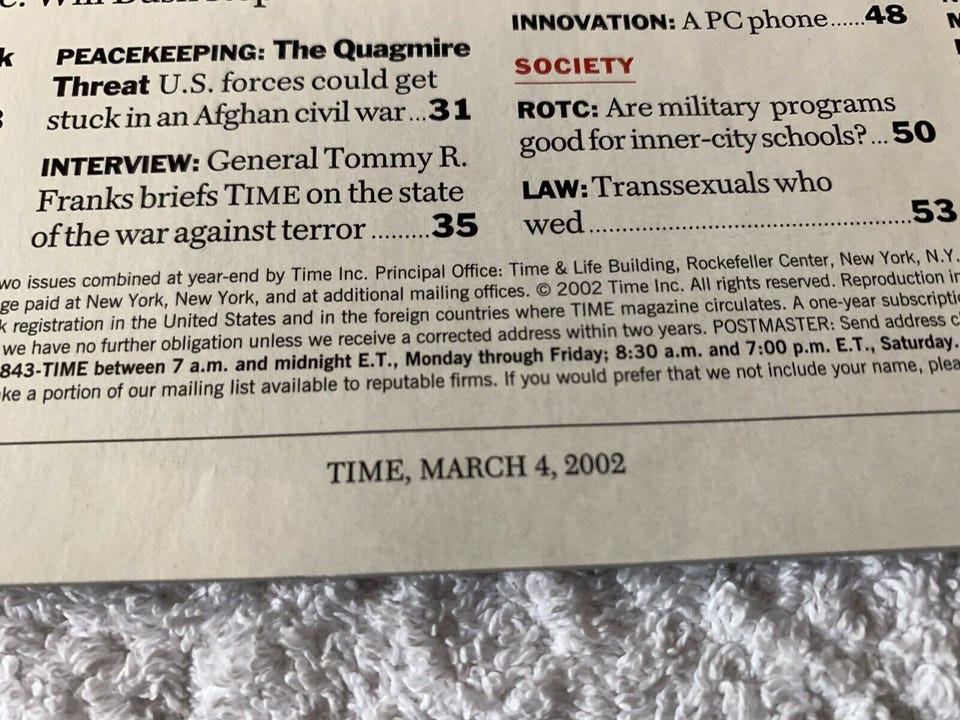 Will Bush Stop
PEACEKEEPING: The Quagmire
Threat U.S. forces could get
stuck in an Afghan civil war...31
INTERVIEW: General Tommy R.
Franks briefs TIME on the state
of the war against terror.........35
INNOVATION: A PC phone......48
SOCIETY
ROTC: Are military programs
good for inner-city schools?...50
LAW: Transsexuals who
wed..............................................53
wo issues combined at year-end by Time Inc. Principal Office: Time & Life Building, Rockefeller Center, New York, N.Y.
ge paid at New York, New York, and at additional mailing offices. © 2002 Time Inc. All rights reserved. Reproduction in
k registration in the United States and in the foreign countries where TIME magazine circulates. A one-year subscriptio
we have no further obligation unless we receive a corrected address within two years. POSTMASTER: Send address c
843-TIME between 7 a.m. and midnight E.T., Monday through Friday; 8:30 a.m. and 7:00 p.m. E.T., Saturday.
ke a portion of our mailing list available to reputable firms. If you would prefer that we not include your name, plea
TIME, MARCH 4, 2002